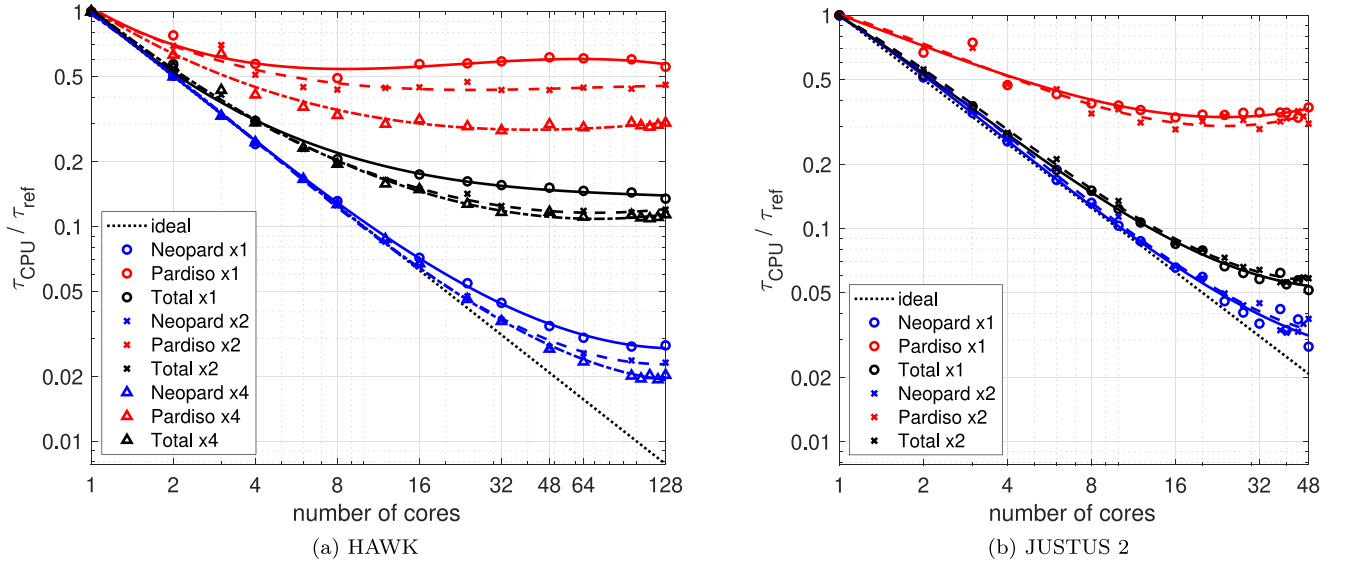 1
0.5
0.2
0.1
0.05
0.02
0.01
τCPU / τref
ideal
Neopard x1
Pardiso x1
Total x1
Neopard x2
Pardiso x2
Total x2
Neopard x4
Pardiso x4
Total x4
1 2 4 8 16 32 48 64 128
number of cores
(a) HAWK
1
0.5
0.2
0.1
0.05
0.02
0.01
τCPU / τref
ideal
Neopard x1
Pardiso x1
Total x1
Neopard x2
Pardiso x2
Total x2
1 2 4 8 16 32 48
number of cores
(b) JUSTUS 2